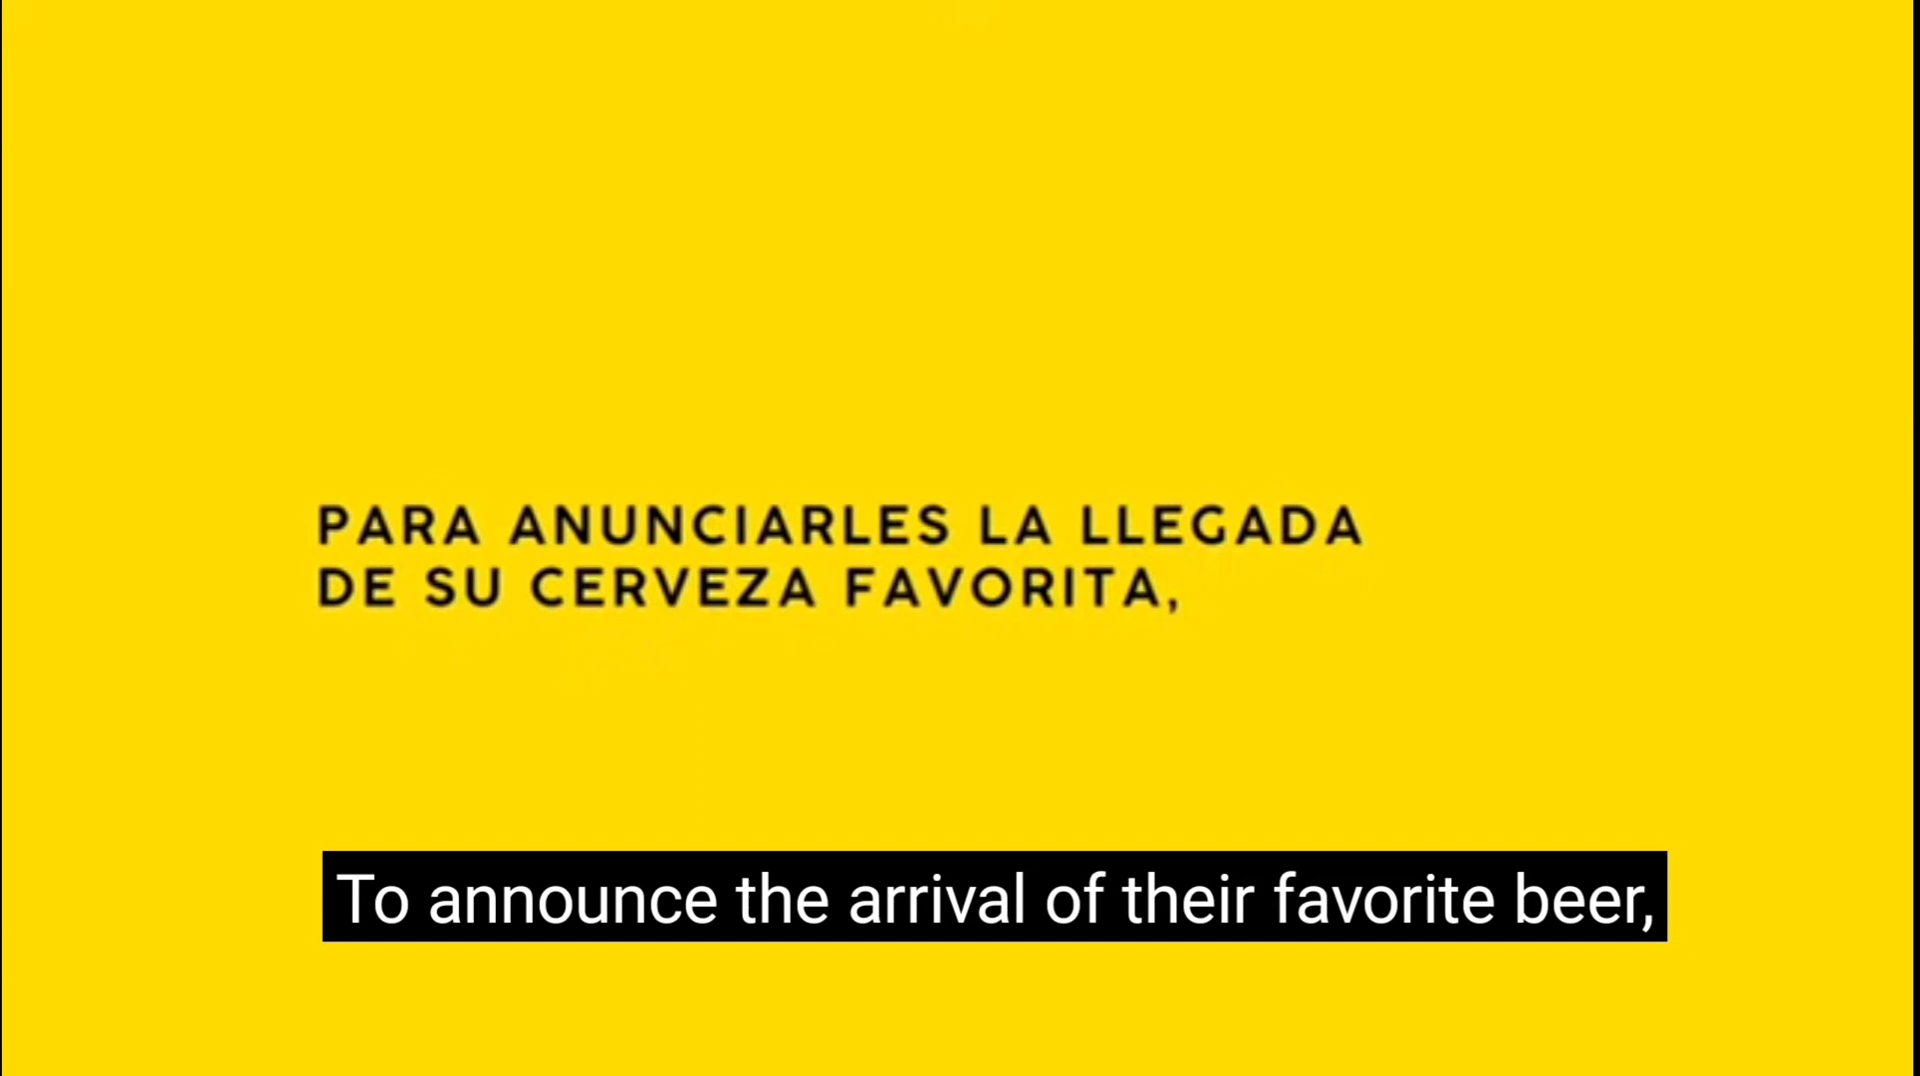 PARA ANUNCIARLES LA LLEGADA
DE SU CERVEZA FAVORITA,
To announce the arrival of their favorite beer,